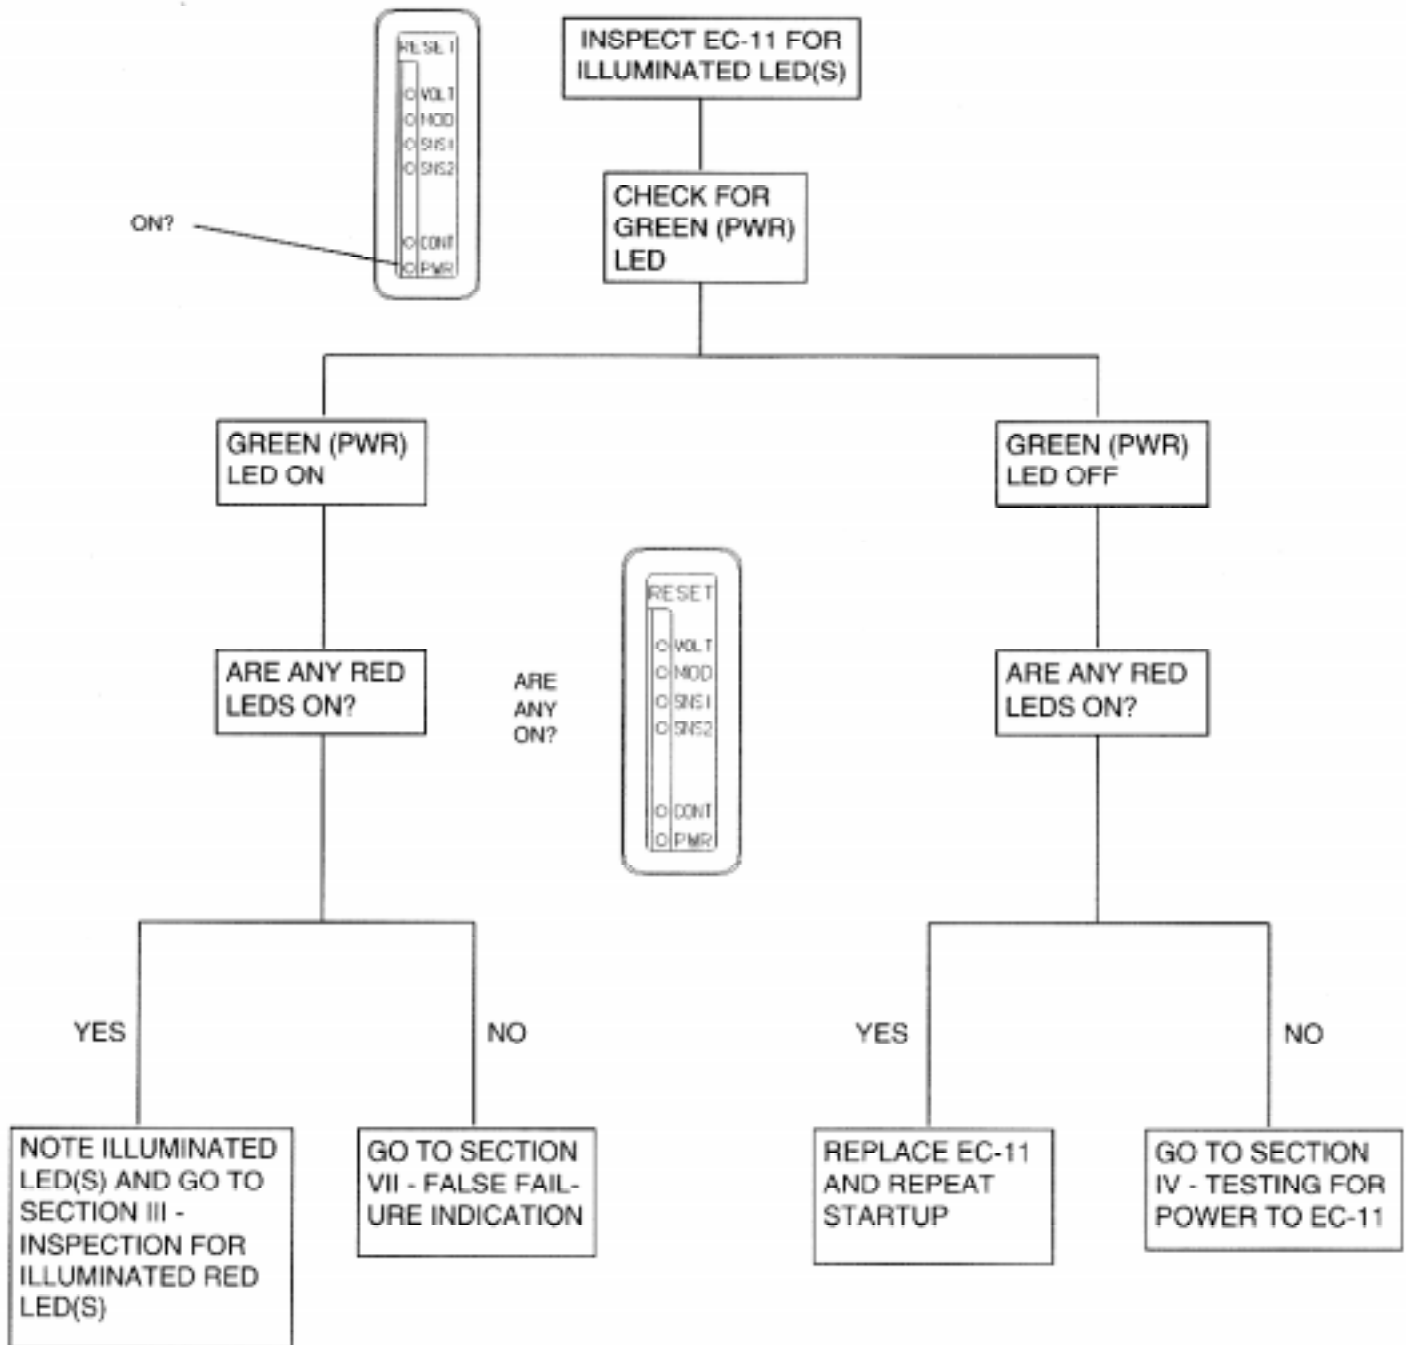 RESET
VOLT
MOD
SNS1
SNS2
CONT
PWR
ON?
INSPECT EC-11 FOR
ILLUMINATED LED(S)
CHECK FOR
GREEN (PWR)
LED
GREEN (PWR)
LED ON
GREEN (PWR)
LED OFF
ARE ANY RED
LEDS ON?
ARE
ANY
ON?
RESET
VOLT
MOD
SNS1
SNS2
CONT
PWR
ARE ANY RED
LEDS ON?
YES
NO
YES
NO
NOTE ILLUMINATED
LED(S) AND GO TO
SECTION III -
INSPECTION FOR
ILLUMINATED RED
LED(S)
GO TO SECTION
VII - FALSE FAIL-
URE INDICATION
REPLACE EC-11
AND REPEAT
STARTUP
GO TO SECTION
IV - TESTING FOR
POWER TO EC-11